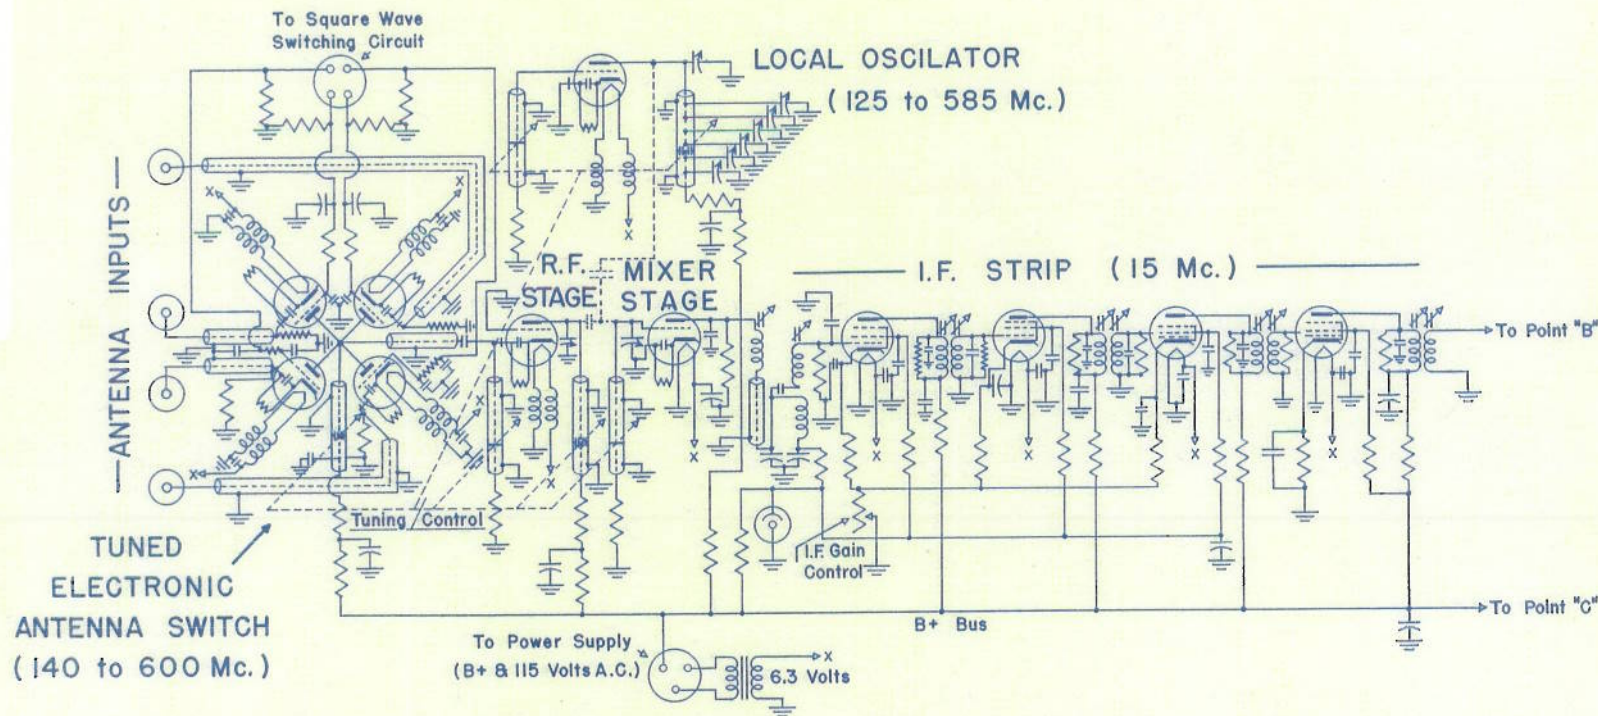 To Square Wave
Switching Circuit
LOCAL OSCILATOR
(125 to 585 Mc.)
ANTENNA INPUTS
X
X
X
R.F.
STAGE
MIXER
STAGE
I.F. STRIP (15 Mc.)
To Point "B"
X
X
X
X
X
X
X
X
Tuning Control
I.F. Gain
Control
TUNED
ELECTRONIC
ANTENNA SWITCH
(140 to 600 Mc.)
To Point "C"
B+ Bus
To Power Supply
(B+ & 115 Volts A.C.)
X
6.3 Volts